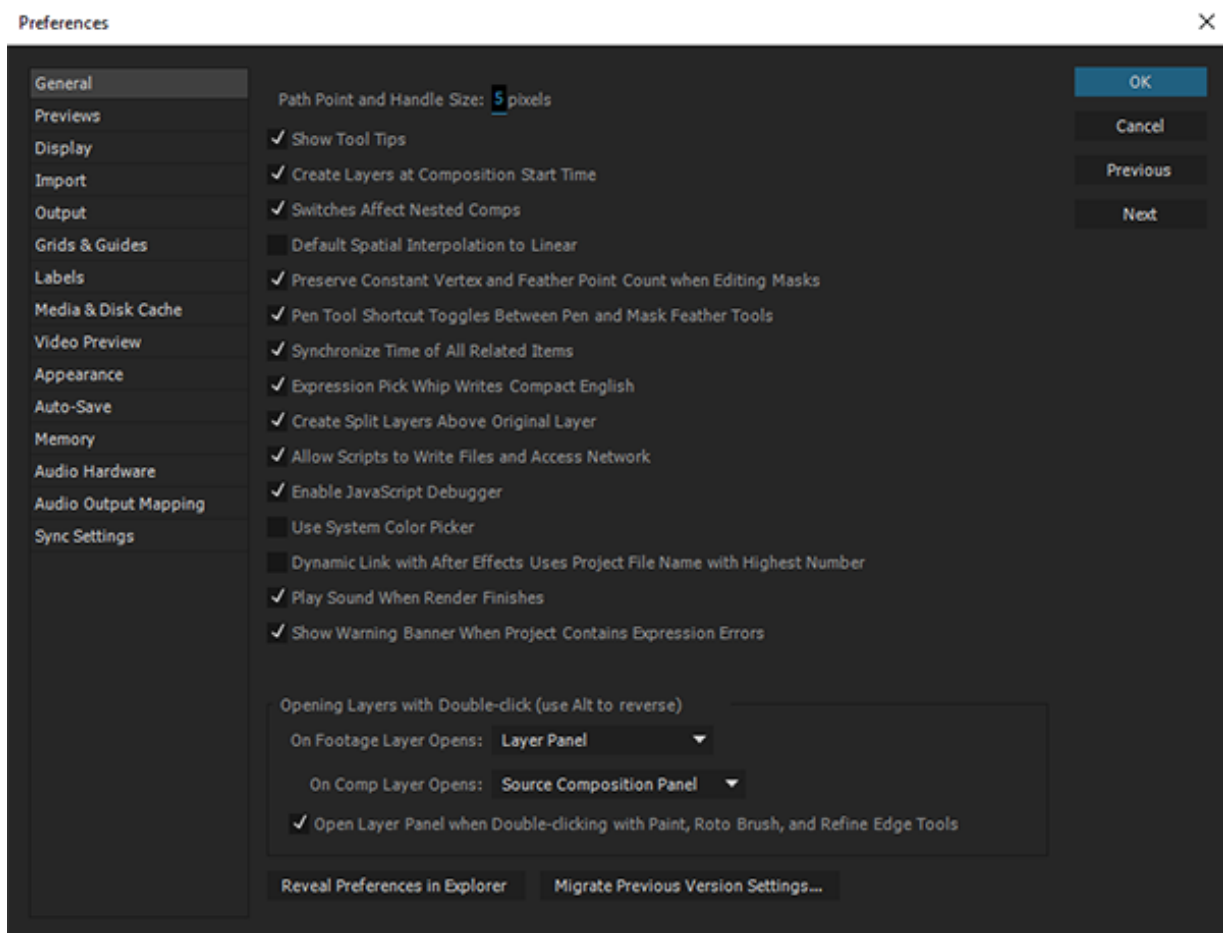 Preferences
General
Previews
Display
Import
Output
Grids & Guides
Labels
Media & Disk Cache
Video Preview
Appearance
Auto-Save
Memory
Audio Hardware
Audio Output Mapping
Sync Settings
Path Point and Handle Size: 5 pixels
Show Tool Tips
Create Layers at Composition Start Time
Switches Affect Nested Comps
Default Spatial Interpolation to Linear
Preserve Constant Vertex and Feather Point Count when Editing Masks
Pen Tool Shortcut Toggles Between Pen and Mask Feather Tools
Synchronize Time of All Related Items
Expression Pick Whip Writes Compact English
Create Split Layers Above Original Layer
Allow Scripts to Write Files and Access Network
Enable JavaScript Debugger
Use System Color Picker
Dynamic Link with After Effects Uses Project File Name with Highest Number
Play Sound When Render Finishes
Show Warning Banner When Project Contains Expression Errors
Opening Layers with Double-click (use Alt to reverse)
On Footage Layer Opens: Layer Panel
On Comp Layer Opens: Source Composition Panel
Open Layer Panel when Double-clicking with Paint, Roto Brush, and Refine Edge Tools
Reveal Preferences in Explorer Migrate Previous Version Settings...
OK
Cancel
Previous
Next